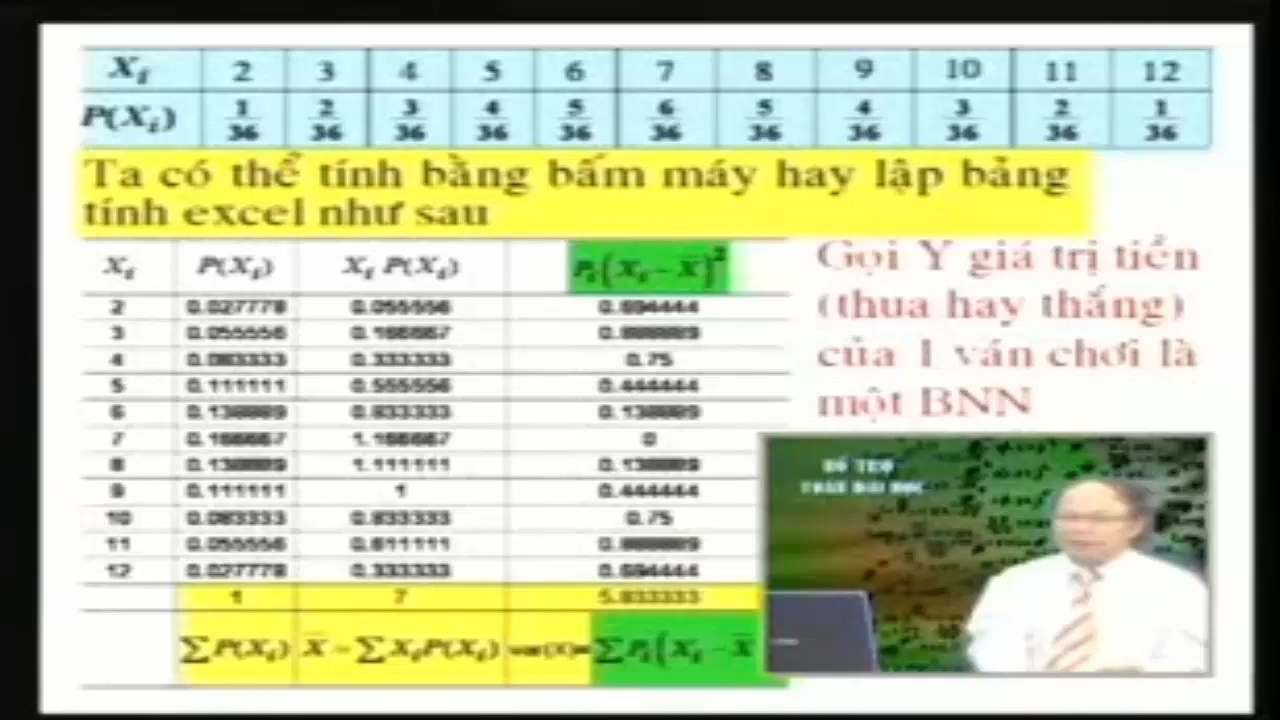 Xi 2 3 4 5 6 7 8 9 10 11 12
P(Xi) 1/36 2/36 3/36 4/36 5/36 6/36 5/36 4/36 3/36 2/36 1/36
Ta có thể tính bằng bấm máy hay lập bảng
tính excel như sau
Xi P(Xi) Xi P(Xi) Pi(Xi − X̄)²
2 0.027778 0.055556 0.694444
3 0.055556 0.166667 0.888889
4 0.083333 0.333333 0.75
5 0.111111 0.555556 0.444444
6 0.138889 0.833333 0.138889
7 0.166667 1.166667 0
8 0.138889 1.111111 0.138889
9 0.111111 1 0.444444
10 0.083333 0.833333 0.75
11 0.055556 0.611111 0.888889
12 0.027778 0.333333 0.694444
1 7 5.833333
∑P(Xi) X̄ = ∑XiP(Xi) var(X)= ∑Pi(Xi − X̄
Gọi Y giá trị tiền
(thua hay thắng)
của 1 ván chơi là
một BNN
BỔ TRỢ
TOÁN ĐẠI HỌC